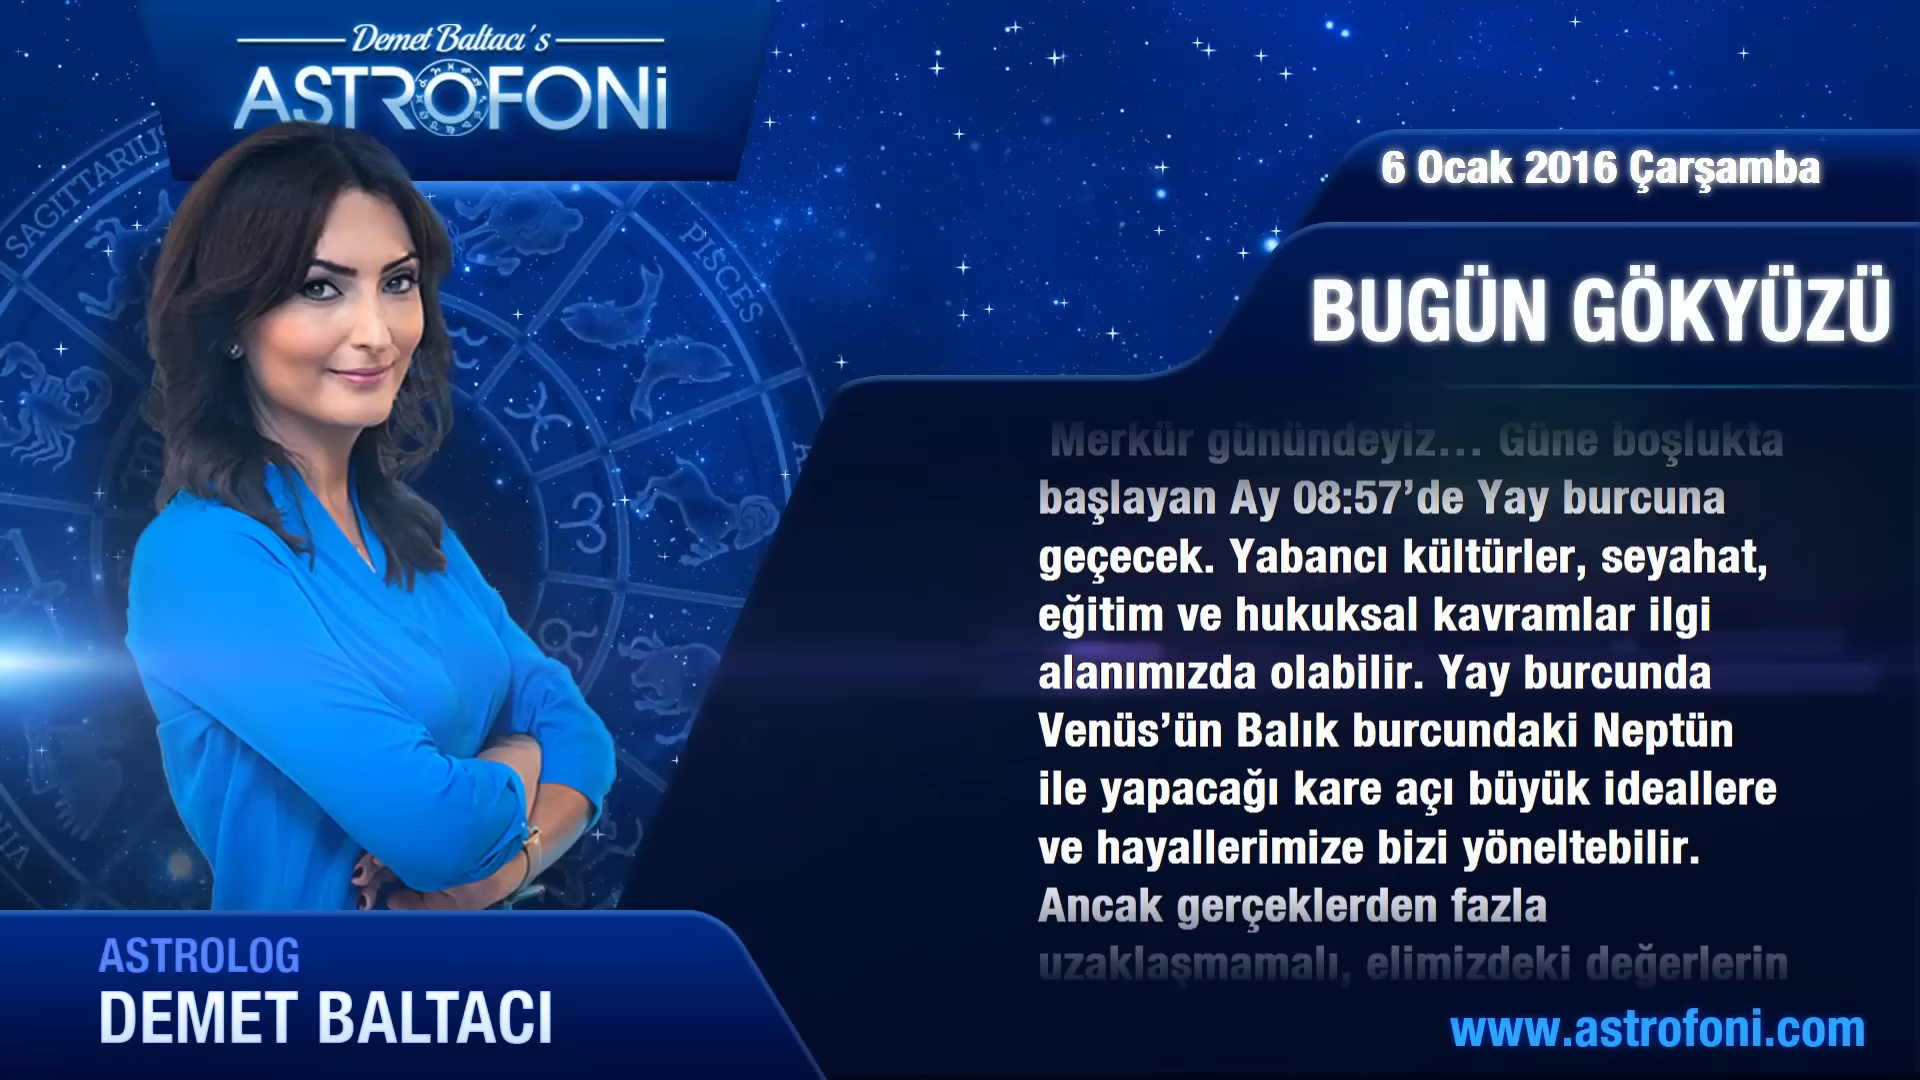 Demet Baltacı's
ASTROFONİ
SAGITTARIUS
PISCES
6 Ocak 2016 Çarşamba
BUGÜN GÖKYÜZÜ
Merkür günündeyiz... Güne boşlukta
başlayan Ay 08:57’de Yay burcuna
geçecek. Yabancı kültürler, seyahat,
eğitim ve hukuksal kavramlar ilgi
alanımızda olabilir. Yay burcunda
Venüs’ün Balık burcundaki Neptün
ile yapacağı kare açı büyük ideallere
ve hayallerimize bizi yöneltebilir.
Ancak gerçeklerden fazla
uzaklaşmamalı, elimizdeki değerlerin
ASTROLOG
DEMET BALTACI
www.astrofoni.com